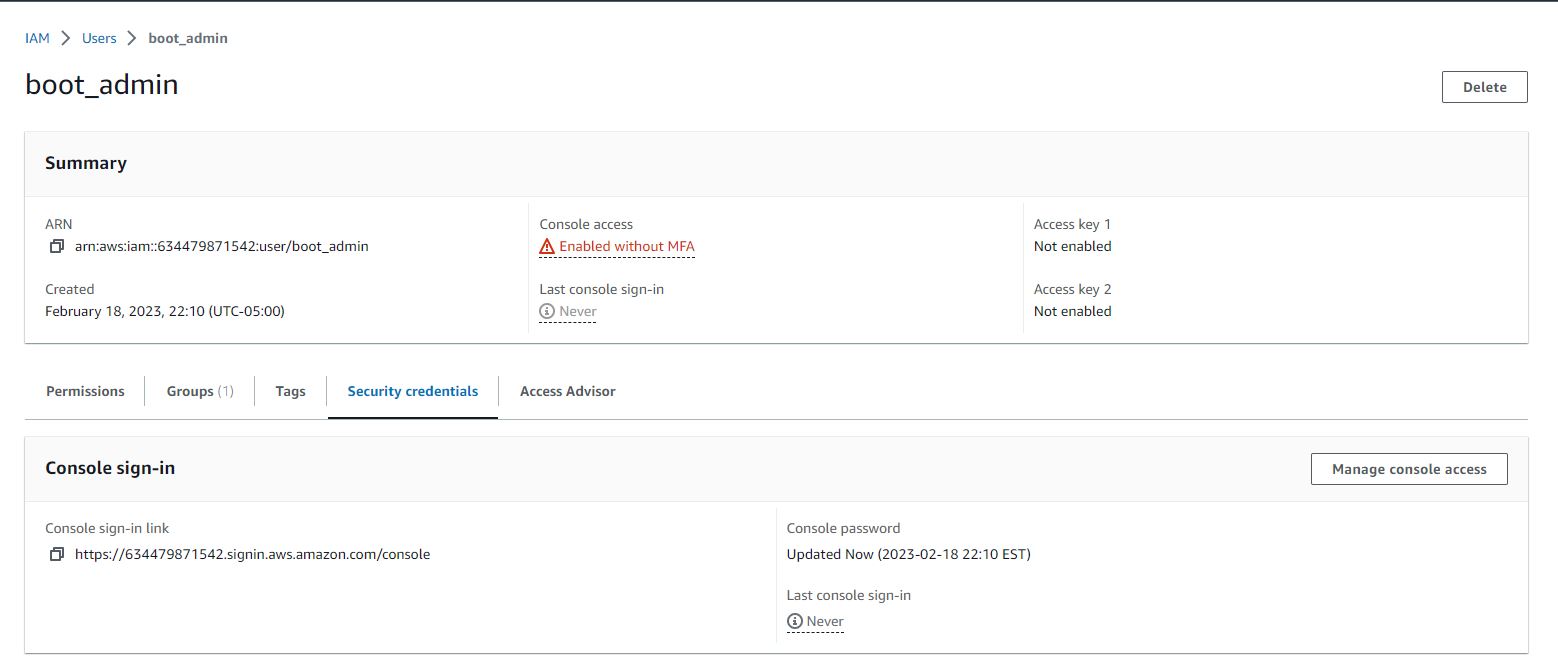 IAM > Users > boot_admin
boot_admin
Delete
Summary
ARN
arn:aws:iam::634479871542:user/boot_admin
Created
February 18, 2023, 22:10 (UTC-05:00)
Console access
Enabled without MFA
Last console sign-in
Never
Access key 1
Not enabled
Access key 2
Not enabled
Permissions
Groups (1)
Tags
Security credentials
Access Advisor
Console sign-in
Manage console access
Console sign-in link
https://634479871542.signin.aws.amazon.com/console
Console password
Updated Now (2023-02-18 22:10 EST)
Last console sign-in
Never